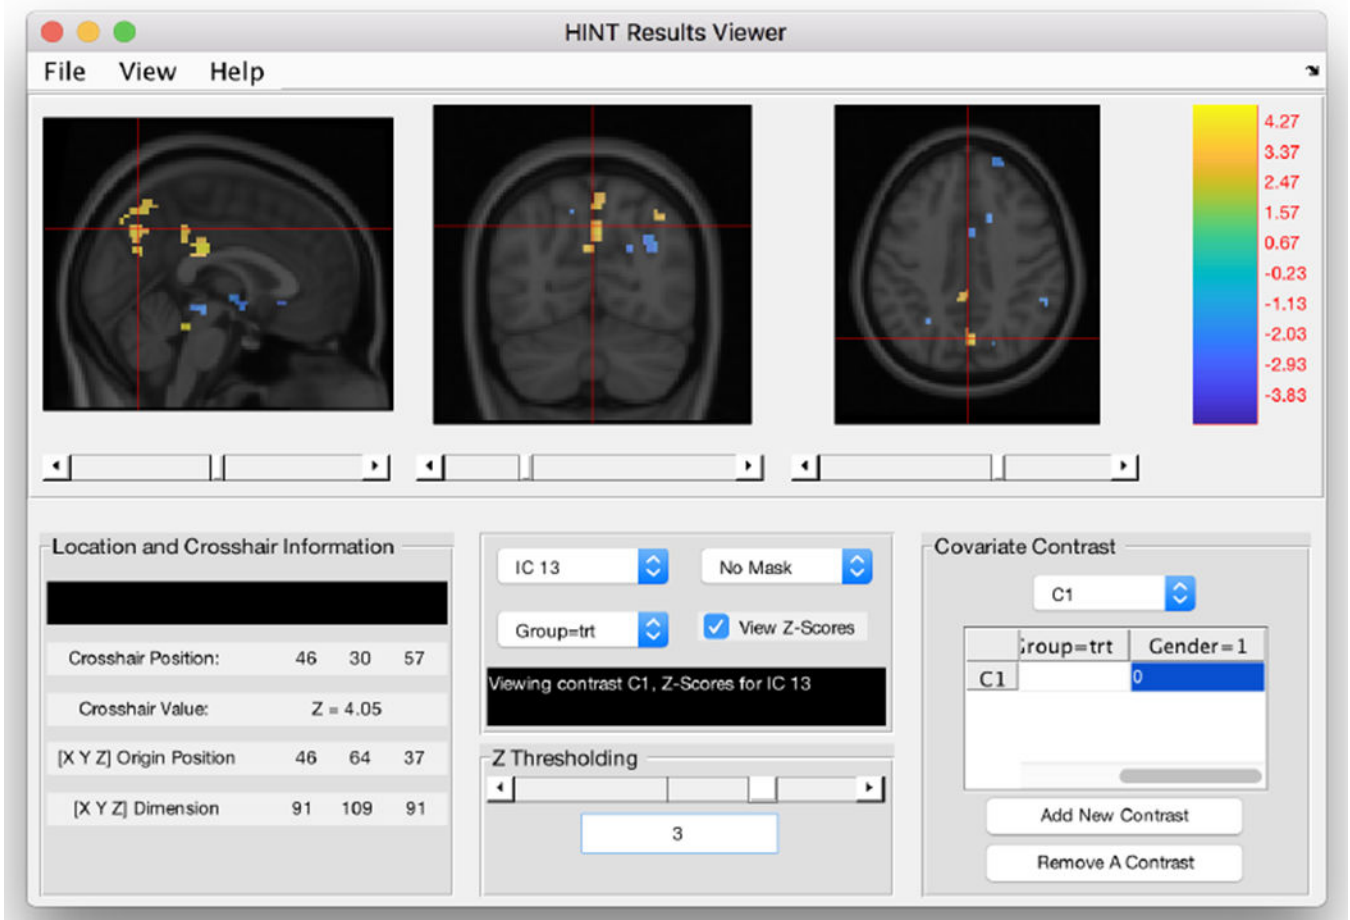 HINT Results Viewer
File View Help
4.27
3.37
2.47
1.57
0.67
-0.23
-1.13
-2.03
-2.93
-3.83
Location and Crosshair Information
Crosshair Position: 46 30 57
Crosshair Value: Z = 4.05
[X Y Z] Origin Position 46 64 37
[X Y Z] Dimension 91 109 91
IC 13 No Mask
Group=trt View Z-Scores
Viewing contrast C1, Z-Scores for IC 13
Z Thresholding
3
Covariate Contrast
C1
roup=trt Gender=1
C1 0
Add New Contrast
Remove A Contrast